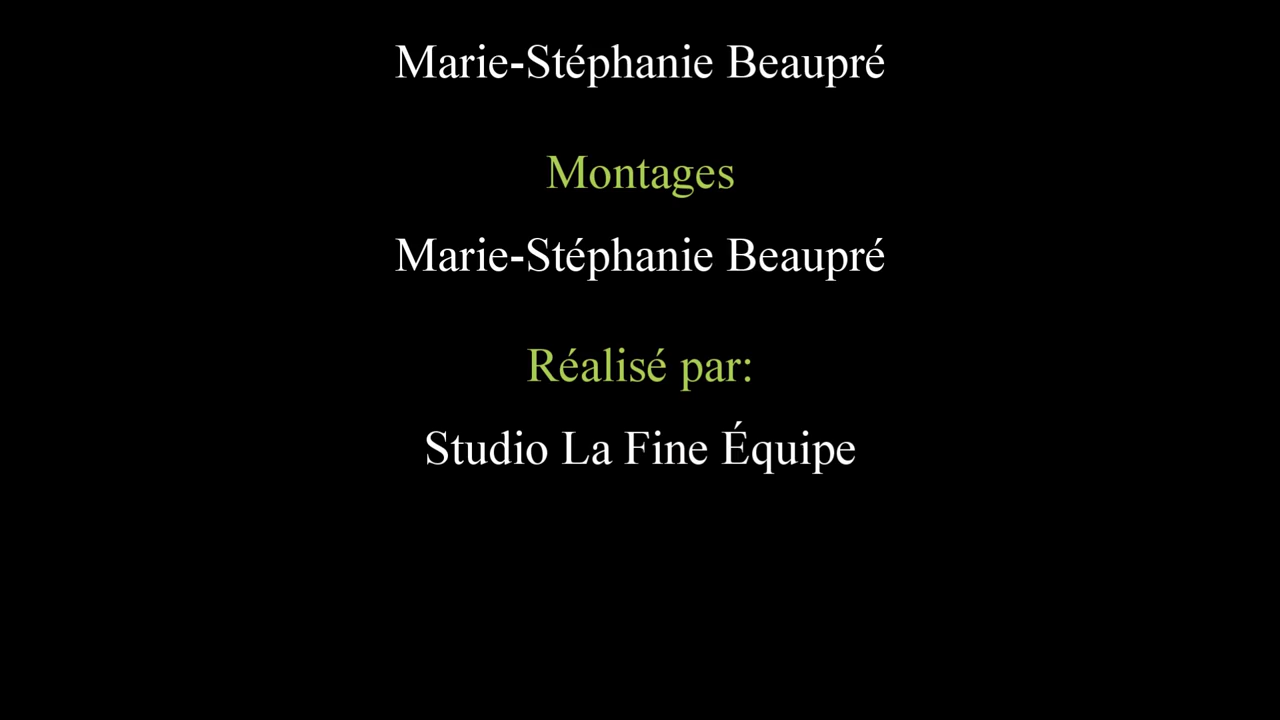 Marie-Stéphanie Beaupré
Montages
Marie-Stéphanie Beaupré
Réalisé par:
Studio La Fine Équipe